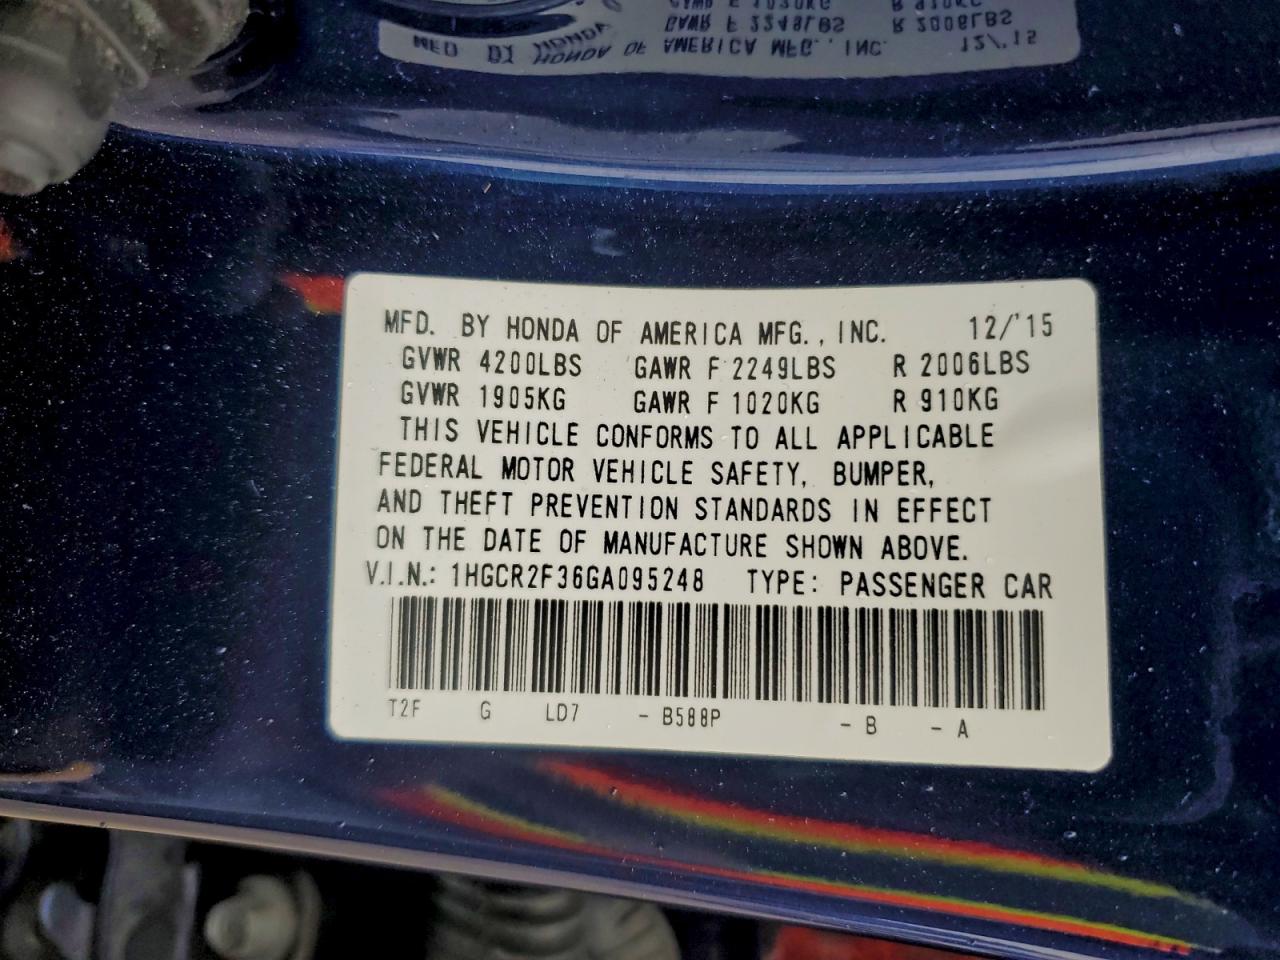 MFD. BY HONDA OF AMERICA MFG., INC. 12/'15
GVWR 4200LBS GAWR F 2249LBS R 2006LBS
GVWR 1905KG GAWR F 1020KG R 910KG
THIS VEHICLE CONFORMS TO ALL APPLICABLE
FEDERAL MOTOR VEHICLE SAFETY, BUMPER,
AND THEFT PREVENTION STANDARDS IN EFFECT
ON THE DATE OF MANUFACTURE SHOWN ABOVE.
V.I.N.: 1HGCR2F36GA095248 TYPE: PASSENGER CAR
T2F G LD7 - B588P - B - A